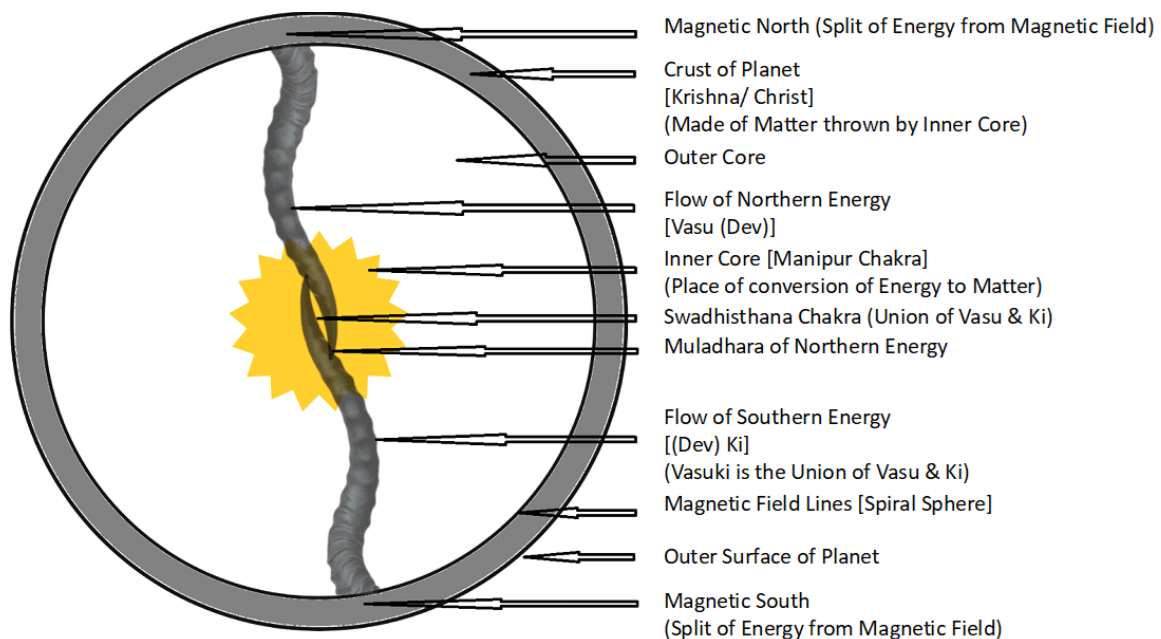 Magnetic North (Split of Energy from Magnetic Field)
Crust of Planet
[Krishna/ Christ]
(Made of Matter thrown by Inner Core)
Outer Core
Flow of Northern Energy
[Vasu (Dev)]
Inner Core [Manipur Chakra]
(Place of conversion of Energy to Matter)
Swadhisthana Chakra (Union of Vasu & Ki)
Muladhara of Northern Energy
Flow of Southern Energy
[(Dev) Ki]
(Vasuki is the Union of Vasu & Ki)
Magnetic Field Lines [Spiral Sphere]
Outer Surface of Planet
Magnetic South
(Split of Energy from Magnetic Field)